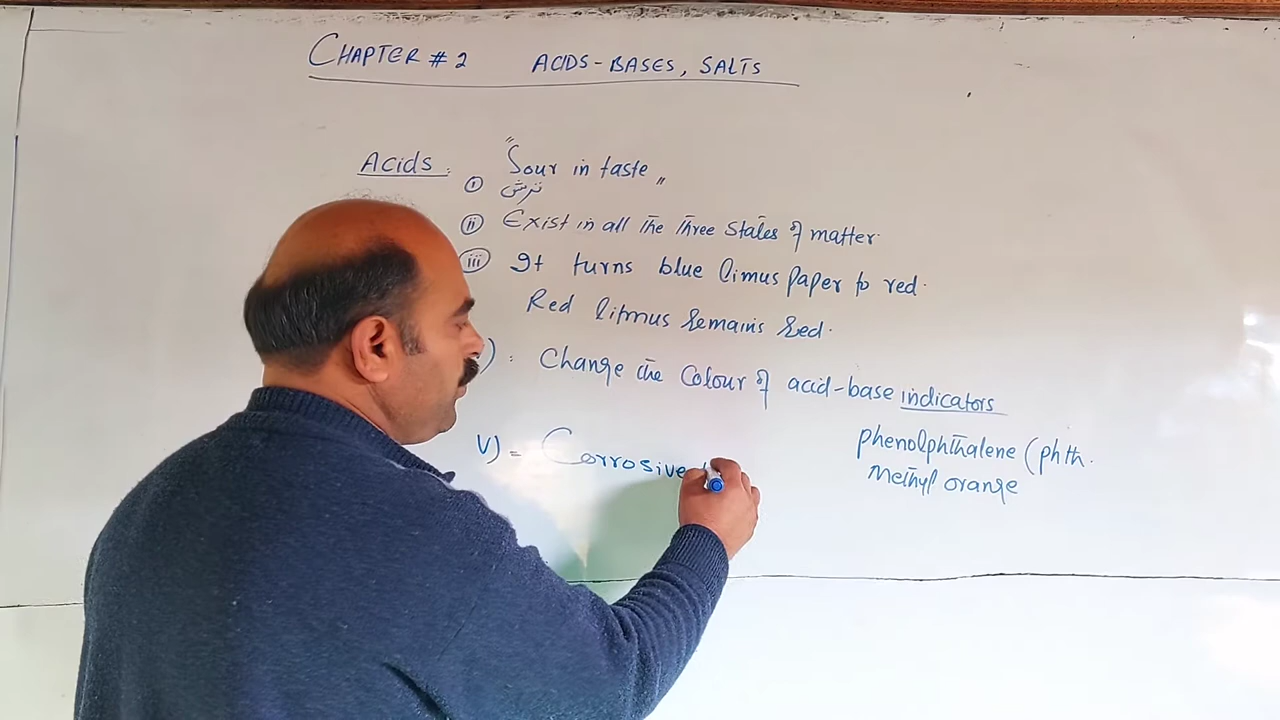 CHAPTER # 2 ACIDS-BASES, SALTS
Acids: "Sour in taste„
① ترش
ii Exist in all the three states of matter.
iii It turns blue limus paper to red.
Red litmus remains red.
) : Change the Colour of acid-base indicators
phenolphthalene (phth.
Methyl orange
V) = Corrosive